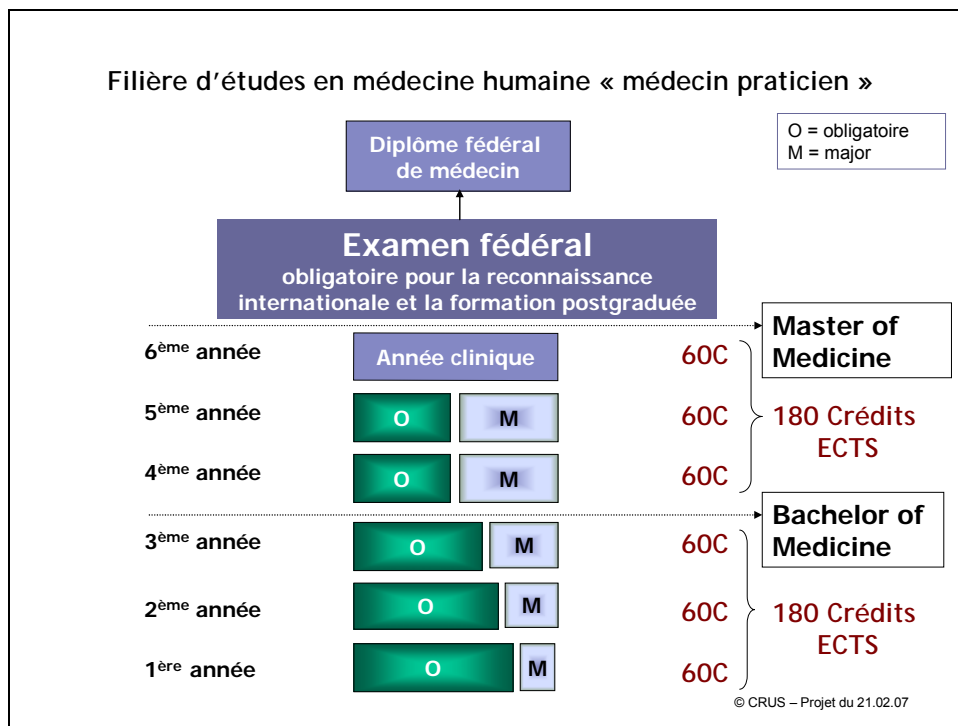 Filière d'études en médecine humaine « médecin praticien »
O = obligatoire
M = major
Diplôme fédéral
de médecin
Examen fédéral
obligatoire pour la reconnaissance
internationale et la formation postgraduée
Master of
Medicine
6ème année
Année clinique
60C
5ème année
O
M
60C
180 Crédits
ECTS
4ème année
O
M
60C
Bachelor of
Medicine
3ème année
O
M
60C
2ème année
O
M
60C
180 Crédits
ECTS
1ère année
O
M
60C
© CRUS – Projet du 21.02.07